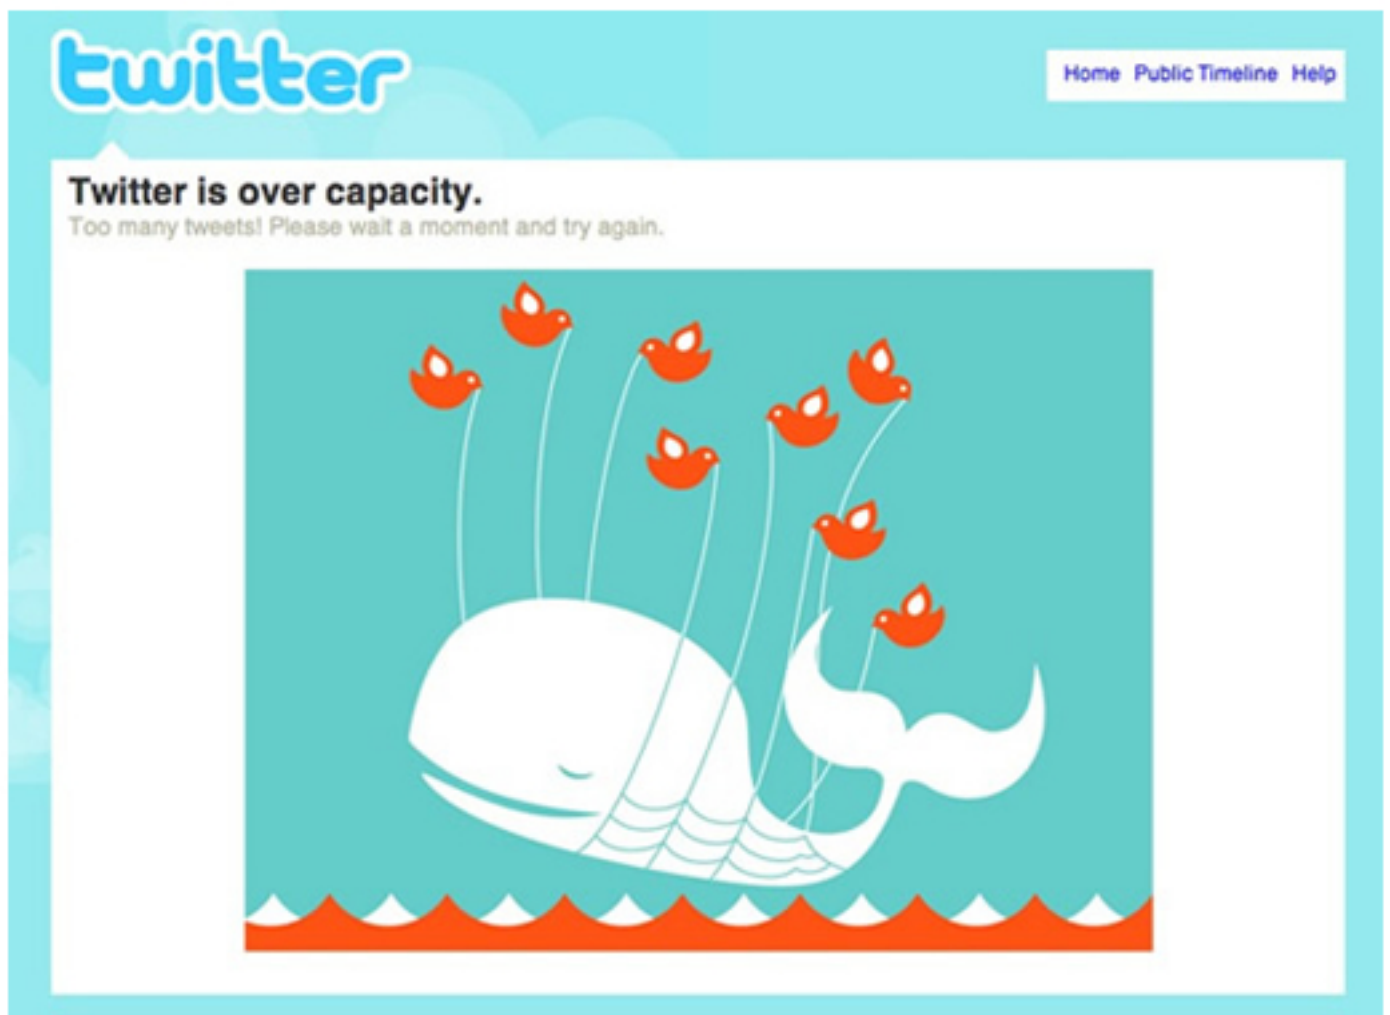 twitter
Home Public Timeline Help
Twitter is over capacity.
Too many tweets! Please wait a moment and try again.